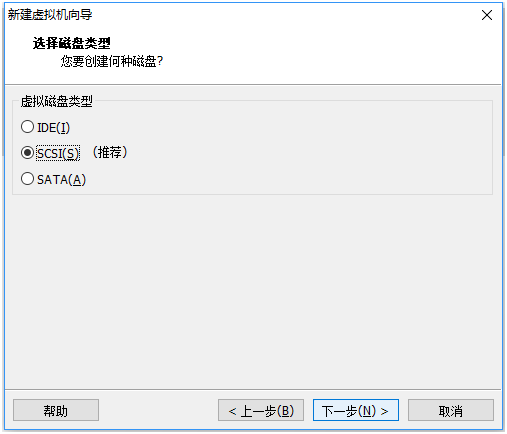 新建虚拟机向导
选择磁盘类型
您要创建何种磁盘?
虚拟磁盘类型
IDE(I)
SCSI(S) （推荐）
SATA(A)
帮助 < 上一步(B) 下一步(N) > 取消